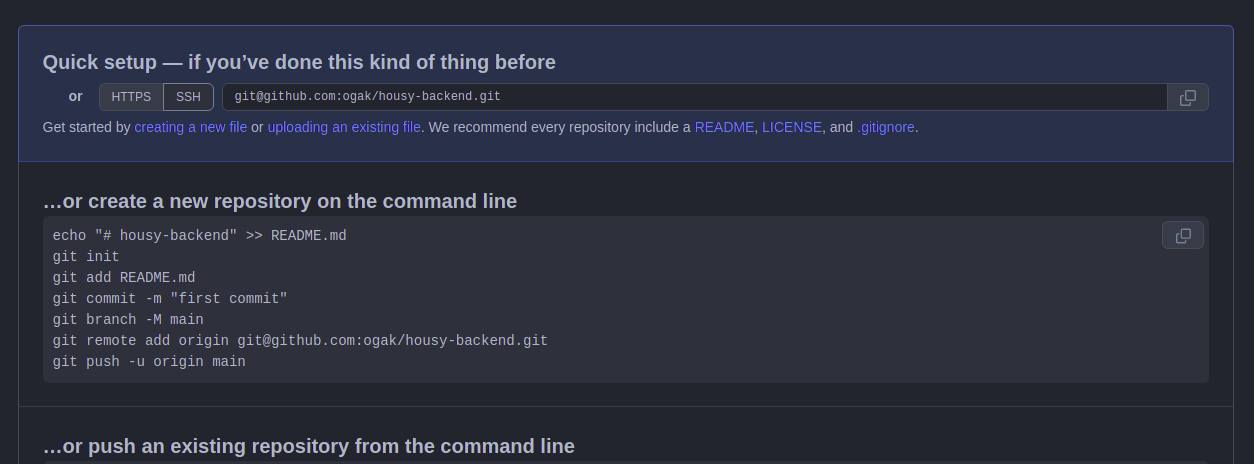 Quick setup — if you’ve done this kind of thing before
or HTTPS SSH git@github.com:ogak/housy-backend.git
Get started by creating a new file or uploading an existing file. We recommend every repository include a README, LICENSE, and .gitignore.
…or create a new repository on the command line
echo "# housy-backend" >> README.md
git init
git add README.md
git commit -m "first commit"
git branch -M main
git remote add origin git@github.com:ogak/housy-backend.git
git push -u origin main
…or push an existing repository from the command line